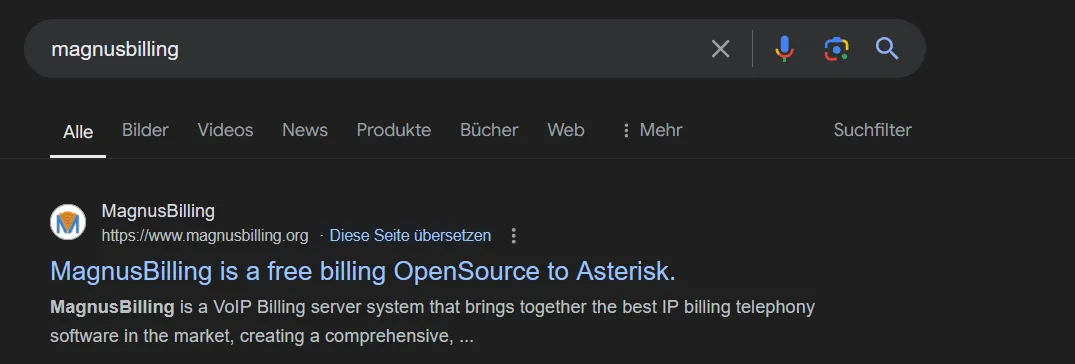 magnusbilling
Alle Bilder Videos News Produkte Bücher Web Mehr Suchfilter
MagnusBilling
https://www.magnusbilling.org · Diese Seite übersetzen
MagnusBilling is a free billing OpenSource to Asterisk.
MagnusBilling is a VoIP Billing server system that brings together the best IP billing telephony
software in the market, creating a comprehensive, ...